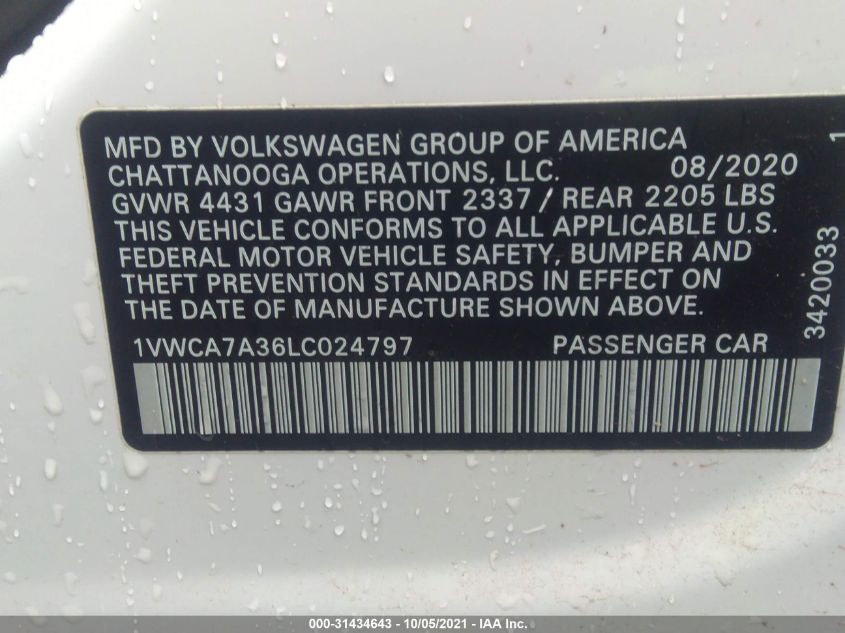 MFD BY VOLKSWAGEN GROUP OF AMERICA
CHATTANOOGA OPERATIONS, LLC. 08/2020
GVWR 4431 GAWR FRONT 2337 / REAR 2205 LBS
THIS VEHICLE CONFORMS TO ALL APPLICABLE U.S.
FEDERAL MOTOR VEHICLE SAFETY, BUMPER AND
THEFT PREVENTION STANDARDS IN EFFECT ON
THE DATE OF MANUFACTURE SHOWN ABOVE.
1VWCA7A36LC024797 PASSENGER CAR
3420033 1
000-31434643 - 10/05/2021 - IAA Inc.